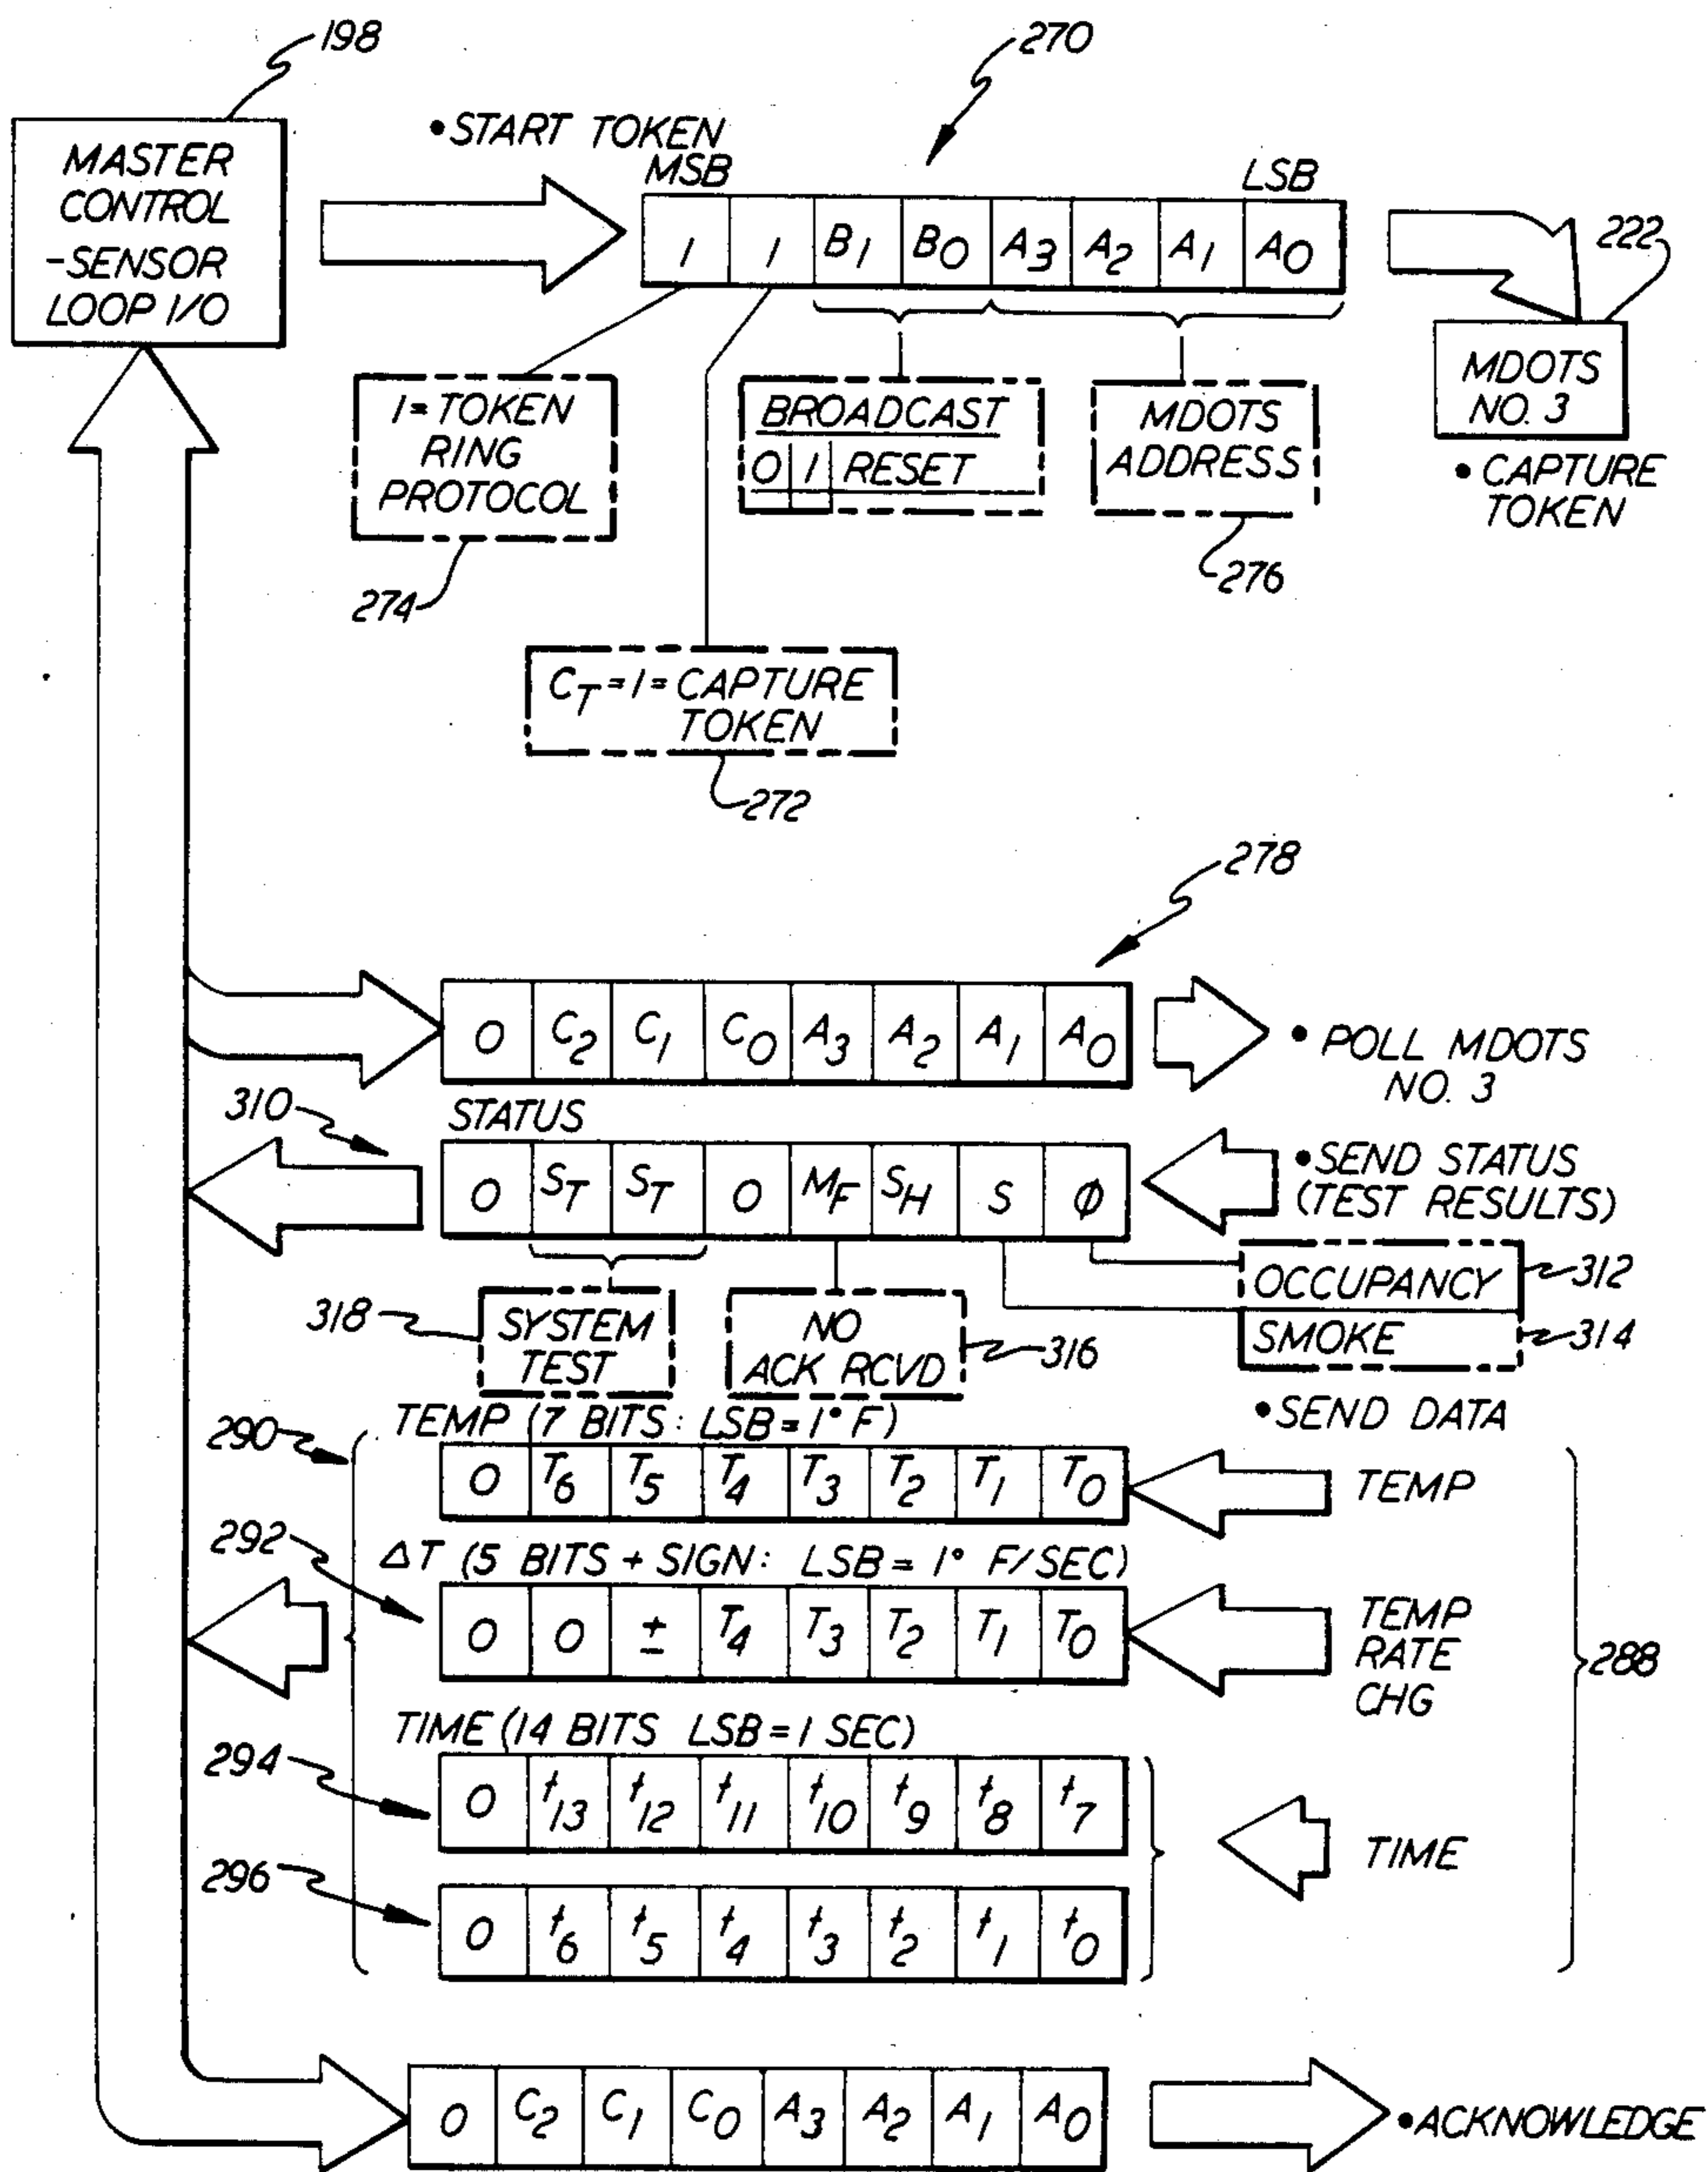 198
270
MASTER
CONTROL
-SENSOR
LOOP I/O
•START TOKEN
MSB
LSB
1 1 B1 B0 A3 A2 A1 A0
222
MDOTS
NO. 3
• CAPTURE
TOKEN
1=TOKEN
RING
PROTOCOL
274
BROADCAST
0 1 RESET
MDOTS
ADDRESS
276
CT=1=CAPTURE
TOKEN
272
278
0 C2 C1 C0 A3 A2 A1 A0
• POLL MDOTS
NO. 3
310
STATUS
0 ST ST 0 MF SH S φ
•SEND STATUS
(TEST RESULTS)
OCCUPANCY
312
SMOKE
314
318
SYSTEM
TEST
NO
ACK RCVD
316
•SEND DATA
290
TEMP (7 BITS: LSB=1° F)
0 T6 T5 T4 T3 T2 T1 T0
TEMP
292
ΔT (5 BITS + SIGN: LSB= 1° F/SEC)
0 0 ± T4 T3 T2 T1 T0
TEMP
RATE
CHG
288
TIME (14 BITS LSB=1 SEC)
294
0 t13 t12 t11 t10 t9 t8 t7
TIME
296
0 t6 t5 t4 t3 t2 t1 t0
0 C2 C1 C0 A3 A2 A1 A0
•ACKNOWLEDGE